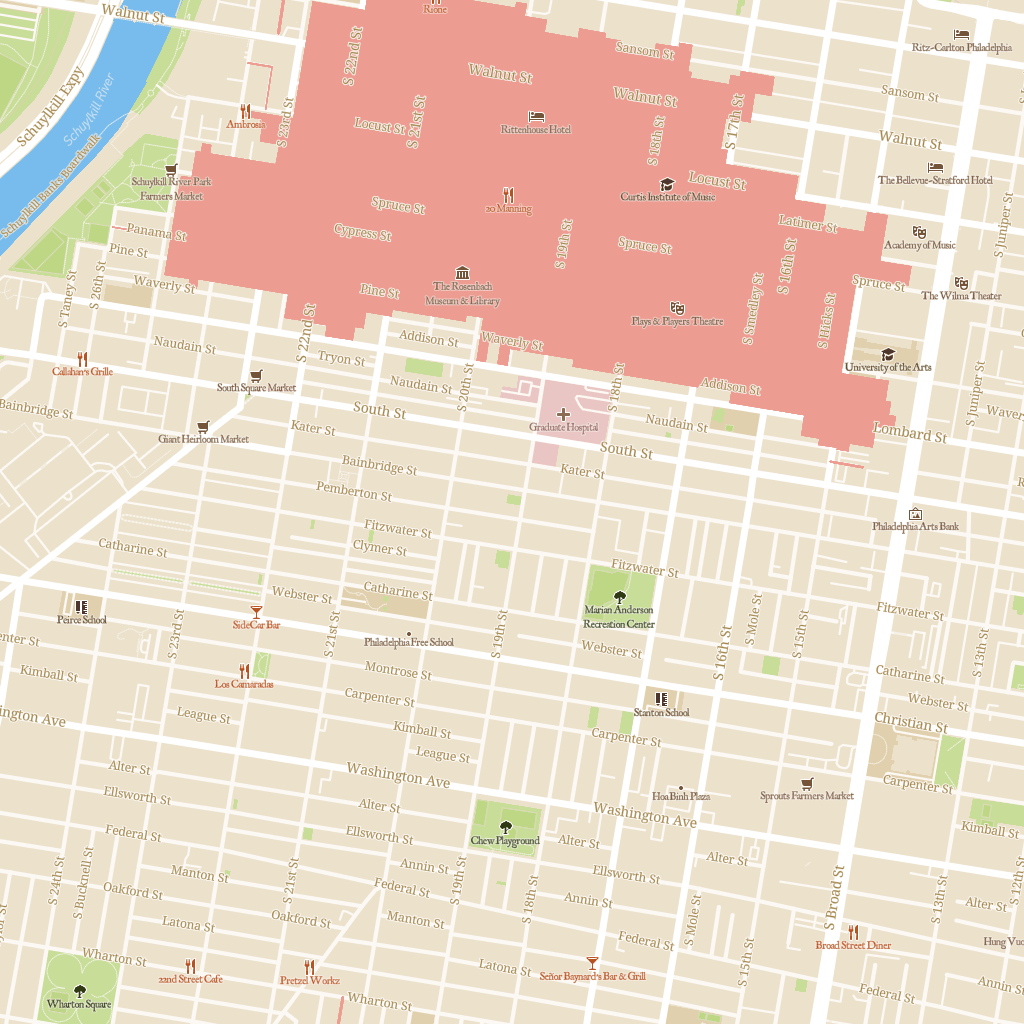 Walnut St
Rione
Sansom St
Ritz-Carlton Philadelphia
S 22nd St
Walnut St
Walnut St
Sansom St
Schuylkill Expy
Schuylkill River
S 23rd St
Ambrosia
Locust St
S 21st St
Rittenhouse Hotel
S 18th St
S 17th St
Walnut St
Schuylkill River Park
Farmers Market
Curtis Institute of Music
Locust St
The Bellevue-Stratford Hotel
Schuylkill Banks Boardwalk
Spruce St
20 Manning
Latimer St
S Juniper St
Panama St
Cypress St
S 19th St
Spruce St
Academy of Music
Pine St
S 26th St
S Taney St
Waverly St
Pine St
The Rosenbach
Museum & Library
S 16th St
Spruce St
The Wilma Theater
S Smedley St
S Hicks St
Plays & Players Theatre
S 22nd St
Addison St
Waverly St
Naudain St
Tryon St
University of the Arts
Callahan's Grille
South Square Market
Naudain St
S 20th St
S 18th St
Addison St
S Juniper St
Bainbridge St
South St
Graduate Hospital
Naudain St
Lombard St
Giant Heirloom Market
Kater St
South St
Bainbridge St
Kater St
Pemberton St
Philadelphia Arts Bank
Fitzwater St
Catharine St
Clymer St
Fitzwater St
Peirce School
Webster St
Catharine St
Marian Anderson
Recreation Center
Fitzwater St
SideCar Bar
S 23rd St
S 21st St
Philadelphia Free School
S 19th St
Webster St
S 16th St
S Mole St
S 15th St
S 13th St
Kimball St
Los Camaradas
Montrose St
Catharine St
Carpenter St
Stanton School
Webster St
League St
Kimball St
Carpenter St
Christian St
League St
Alter St
Washington Ave
Hoa Binh Plaza
Sprouts Farmers Market
Carpenter St
Ellsworth St
Alter St
Washington Ave
Kimball St
Federal St
Ellsworth St
Chew Playground
Alter St
Alter St
S 24th St
S Bucknell St
Manton St
S 21st St
Annin St
S 19th St
Ellsworth St
Oakford St
Federal St
S 18th St
Annin St
S Broad St
S 13th St
S 12th St
Alter St
Latona St
Oakford St
Manton St
Federal St
S Mole St
Broad Street Diner
Wharton St
22nd Street Cafe
Pretzel Workz
Latona St
Señor Baynard's Bar & Grill
S 15th St
Annin St
Wharton Square
Wharton St
Federal St